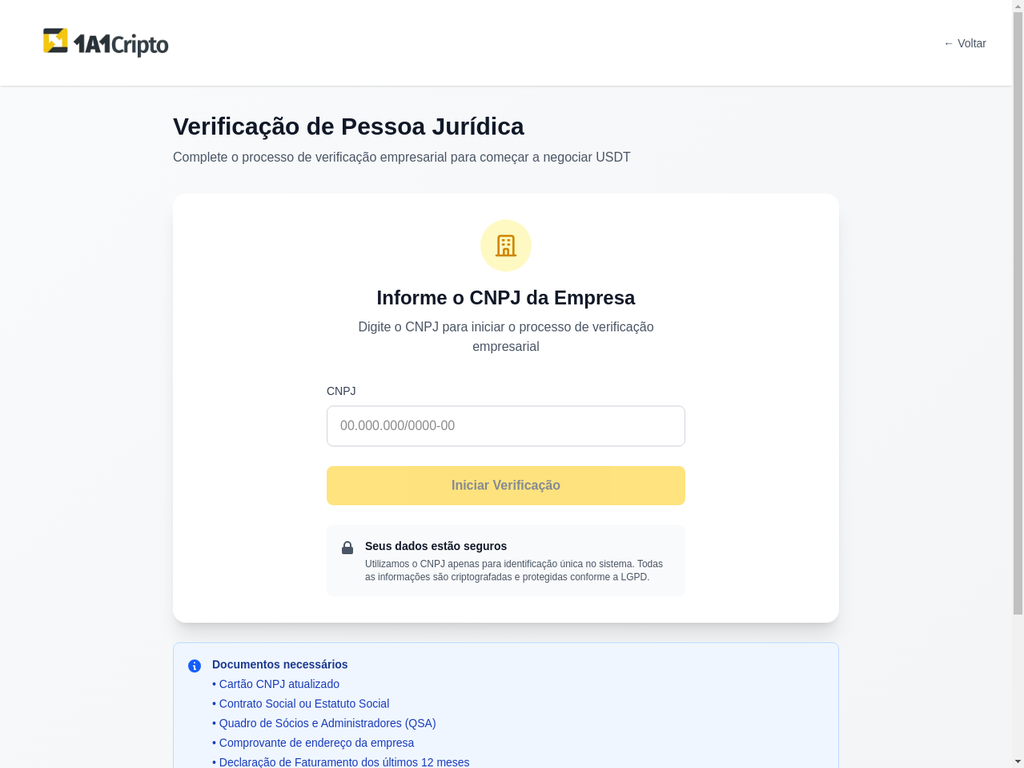 1A1Cripto
← Voltar
Verificação de Pessoa Jurídica
Complete o processo de verificação empresarial para começar a negociar USDT
Informe o CNPJ da Empresa
Digite o CNPJ para iniciar o processo de verificação
empresarial
CNPJ
00.000.000/0000-00
Iniciar Verificação
Seus dados estão seguros
Utilizamos o CNPJ apenas para identificação única no sistema. Todas
as informações são criptografadas e protegidas conforme a LGPD.
Documentos necessários
• Cartão CNPJ atualizado
• Contrato Social ou Estatuto Social
• Quadro de Sócios e Administradores (QSA)
• Comprovante de endereço da empresa
• Declaração de Faturamento dos últimos 12 meses